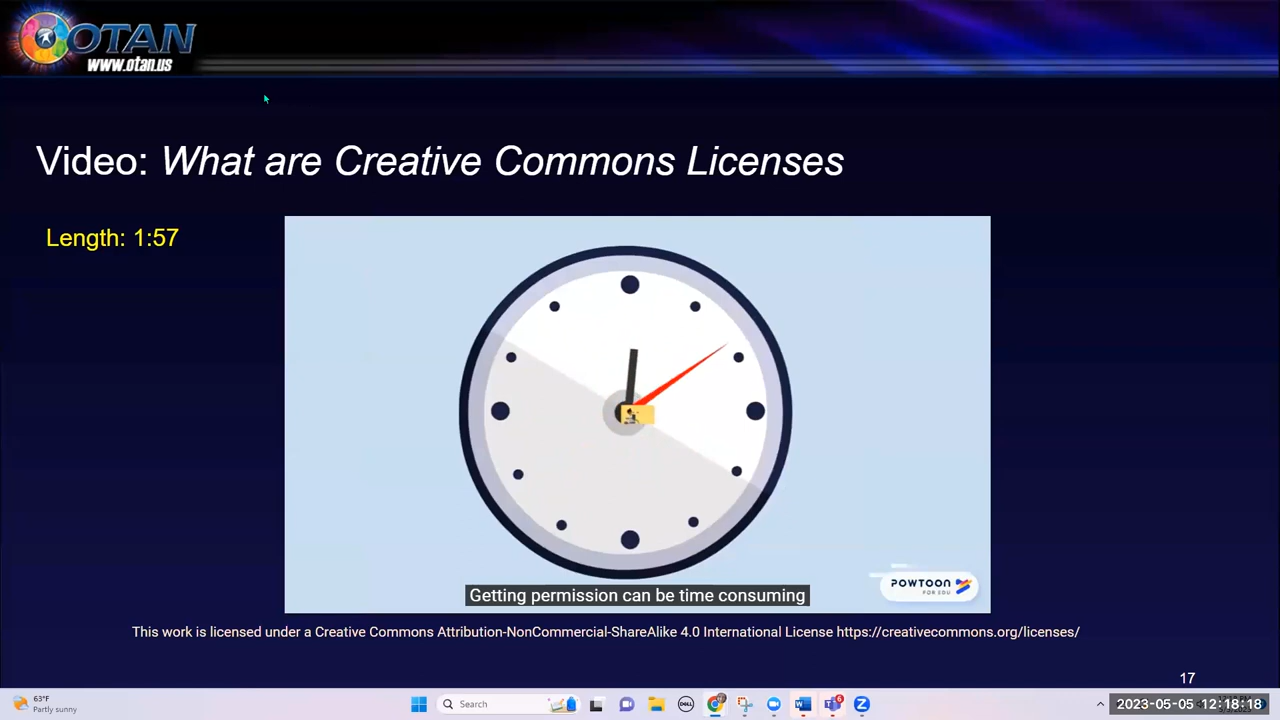 OTAN
www.otan.us
Video: What are Creative Commons Licenses
Length: 1:57
Getting permission can be time consuming
POWTOON
FOR EDU
This work is licensed under a Creative Commons Attribution-NonCommercial-ShareAlike 4.0 International License https://creativecommons.org/licenses/
17
63°F
Partly sunny
Search
DELL
6
2023-05-05 12:18:18